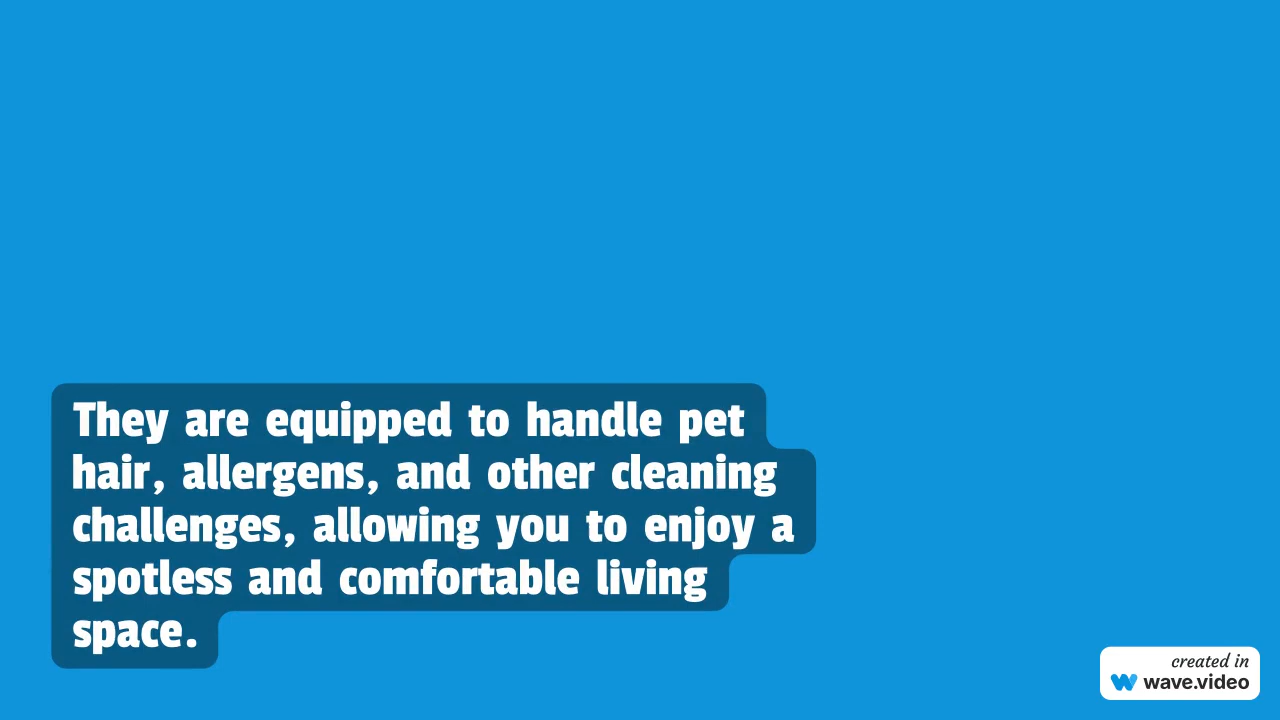 They are equipped to handle pet
hair, allergens, and other cleaning
challenges, allowing you to enjoy a
spotless and comfortable living
space.
created in
wave.video